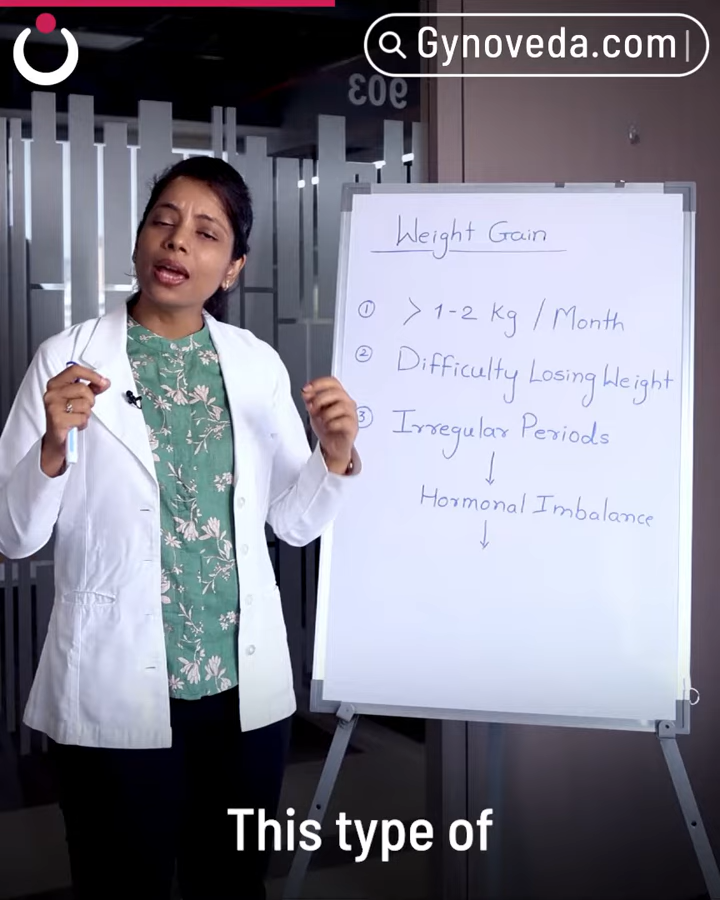 Gynoveda.com
903
Weight Gain
① > 1-2 Kg / Month
② Difficulty Losing Weight
③ Irregular Periods
↓
Hormonal Imbalance
↓
This type of